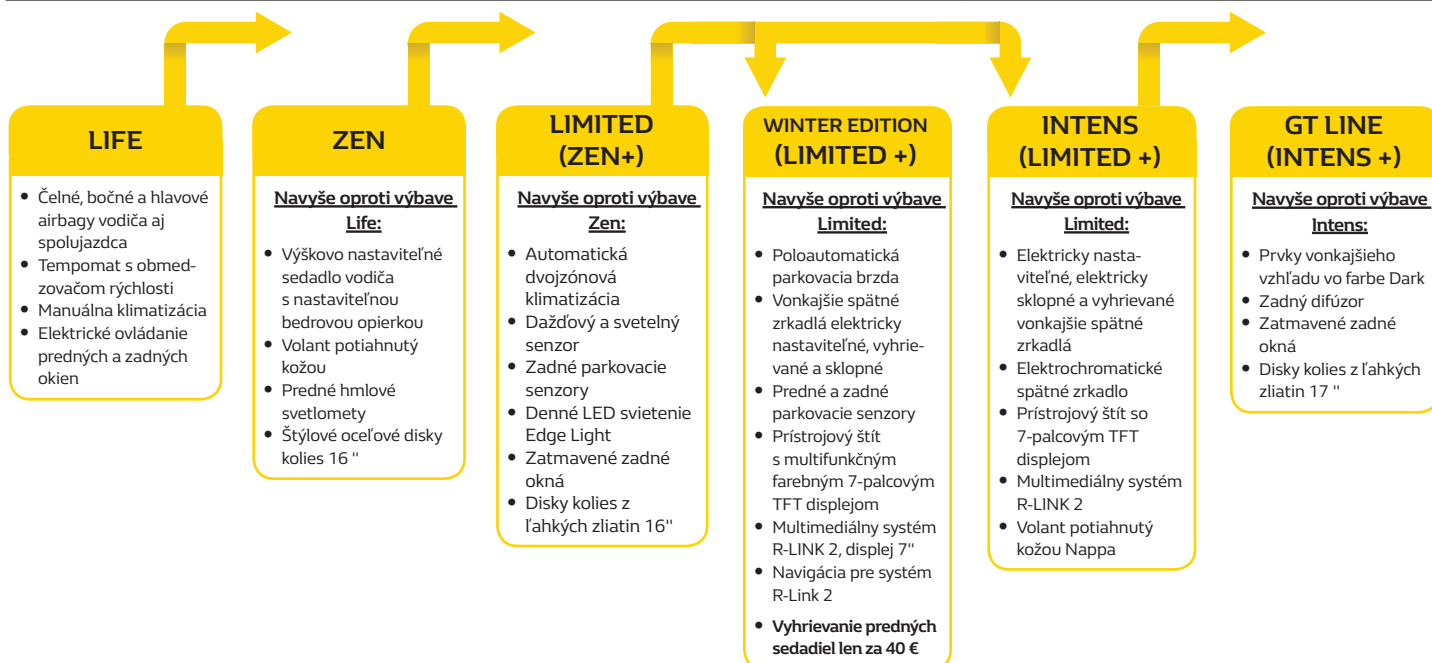 LIFE
• Čelné, bočné a hlavové
airbagy vodiča aj
spolujazdca
• Tempomat s obmed-
zovačom rýchlosti
• Manuálna klimatizácia
• Elektrické ovládanie
predných a zadných
okien
ZEN
Navyše oproti výbave
Life:
• Výškovo nastaviteľné
sedadlo vodiča
s nastaviteľnou
bedrovou opierkou
• Volant potiahnutý
kožou
• Predné hmlové
svetlomety
• Štýlové oceľové disky
kolies 16 "
LIMITED
(ZEN+)
Navyše oproti výbave
Zen:
• Automatická
dvojzónová
klimatizácia
• Dažďový a svetelný
senzor
• Zadné parkovacie
senzory
• Denné LED svietenie
Edge Light
• Zatmavené zadné
okná
• Disky kolies z
ľahkých zliatin 16"
WINTER EDITION
(LIMITED +)
Navyše oproti výbave
Limited:
• Poloautomatická
parkovacia brzda
• Vonkajšie spätné
zrkadlá elektricky
nastaviteľné, vyhrie-
vané a sklopné
• Predné a zadné
parkovacie senzory
• Prístrojový štít
s multifunkčným
farebným 7-palcovým
TFT displejom
• Multimediálny systém
R-LINK 2, displej 7"
• Navigácia pre systém
R-Link 2
• Vyhrievanie predných
sedadiel len za 40 €
INTENS
(LIMITED +)
Navyše oproti výbave
Limited:
• Elektricky nasta-
viteľné, elektricky
sklopné a vyhrievané
vonkajšie spätné
zrkadlá
• Elektrochromatické
spätné zrkadlo
• Prístrojový štít so
7-palcovým TFT
displejom
• Multimediálny systém
R-LINK 2
• Volant potiahnutý
kožou Nappa
GT LINE
(INTENS +)
Navyše oproti výbave
Intens:
• Prvky vonkajšieho
vzhľadu vo farbe Dark
• Zadný difúzor
• Zatmavené zadné
okná
• Disky kolies z ľahkých
zliatin 17 "